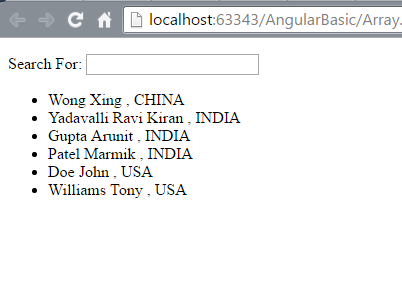 localhost:63343/AngularBasic/Array.
Search For:
Wong Xing , CHINA
Yadavalli Ravi Kiran , INDIA
Gupta Arunit , INDIA
Patel Marmik , INDIA
Doe John , USA
Williams Tony , USA